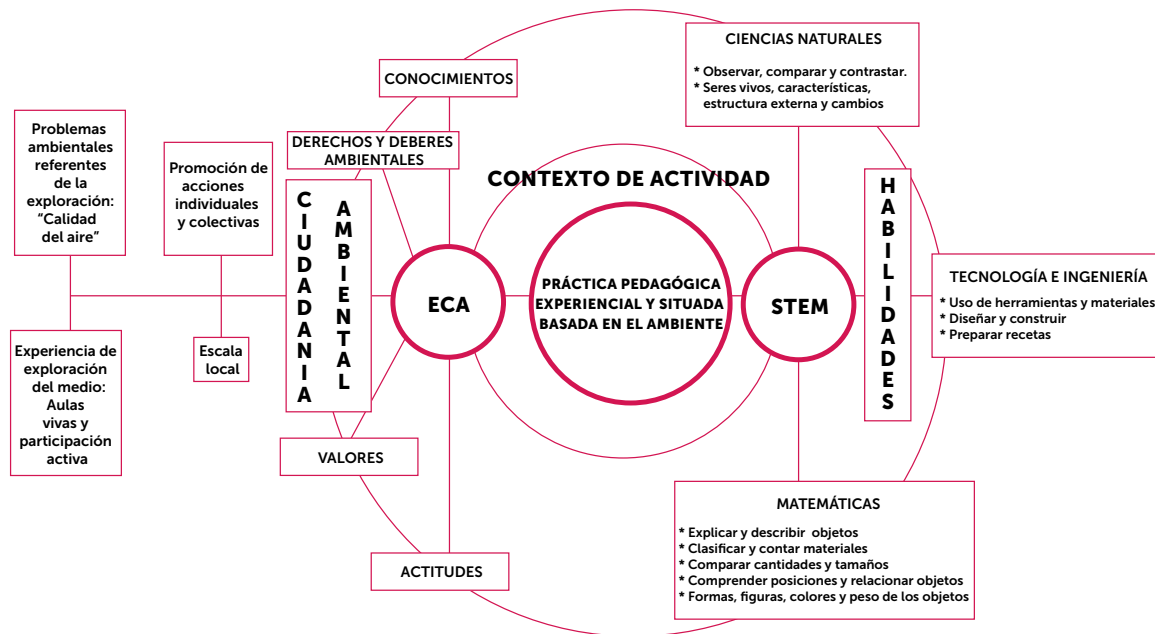 Problemas
ambientales
referentes
de la
exploración:
“Calidad
del aire”
Experiencia de
exploración
del medio:
Aulas
vivas y
participación
activa
Promoción de
acciones
individuales
y colectivas
Escala
local
CIUDADANIA
AMBIENTAL
CONOCIMIENTOS
DERECHOS Y DEBERES
AMBIENTALES
VALORES
ACTITUDES
ECA
CONTEXTO DE ACTIVIDAD
PRÁCTICA PEDAGÓGICA
EXPERIENCIAL Y SITUADA
BASADA EN EL AMBIENTE
STEM
HABILIDADES
CIENCIAS NATURALES
* Observar, comparar y contrastar.
* Seres vivos, características,
estructura externa y cambios
TECNOLOGÍA E INGENIERÍA
* Uso de herramientas y materiales
* Diseñar y construir
* Preparar recetas
MATEMÁTICAS
* Explicar y describir objetos
* Clasificar y contar materiales
* Comparar cantidades y tamaños
* Comprender posiciones y relacionar objetos
* Formas, figuras, colores y peso de los objetos